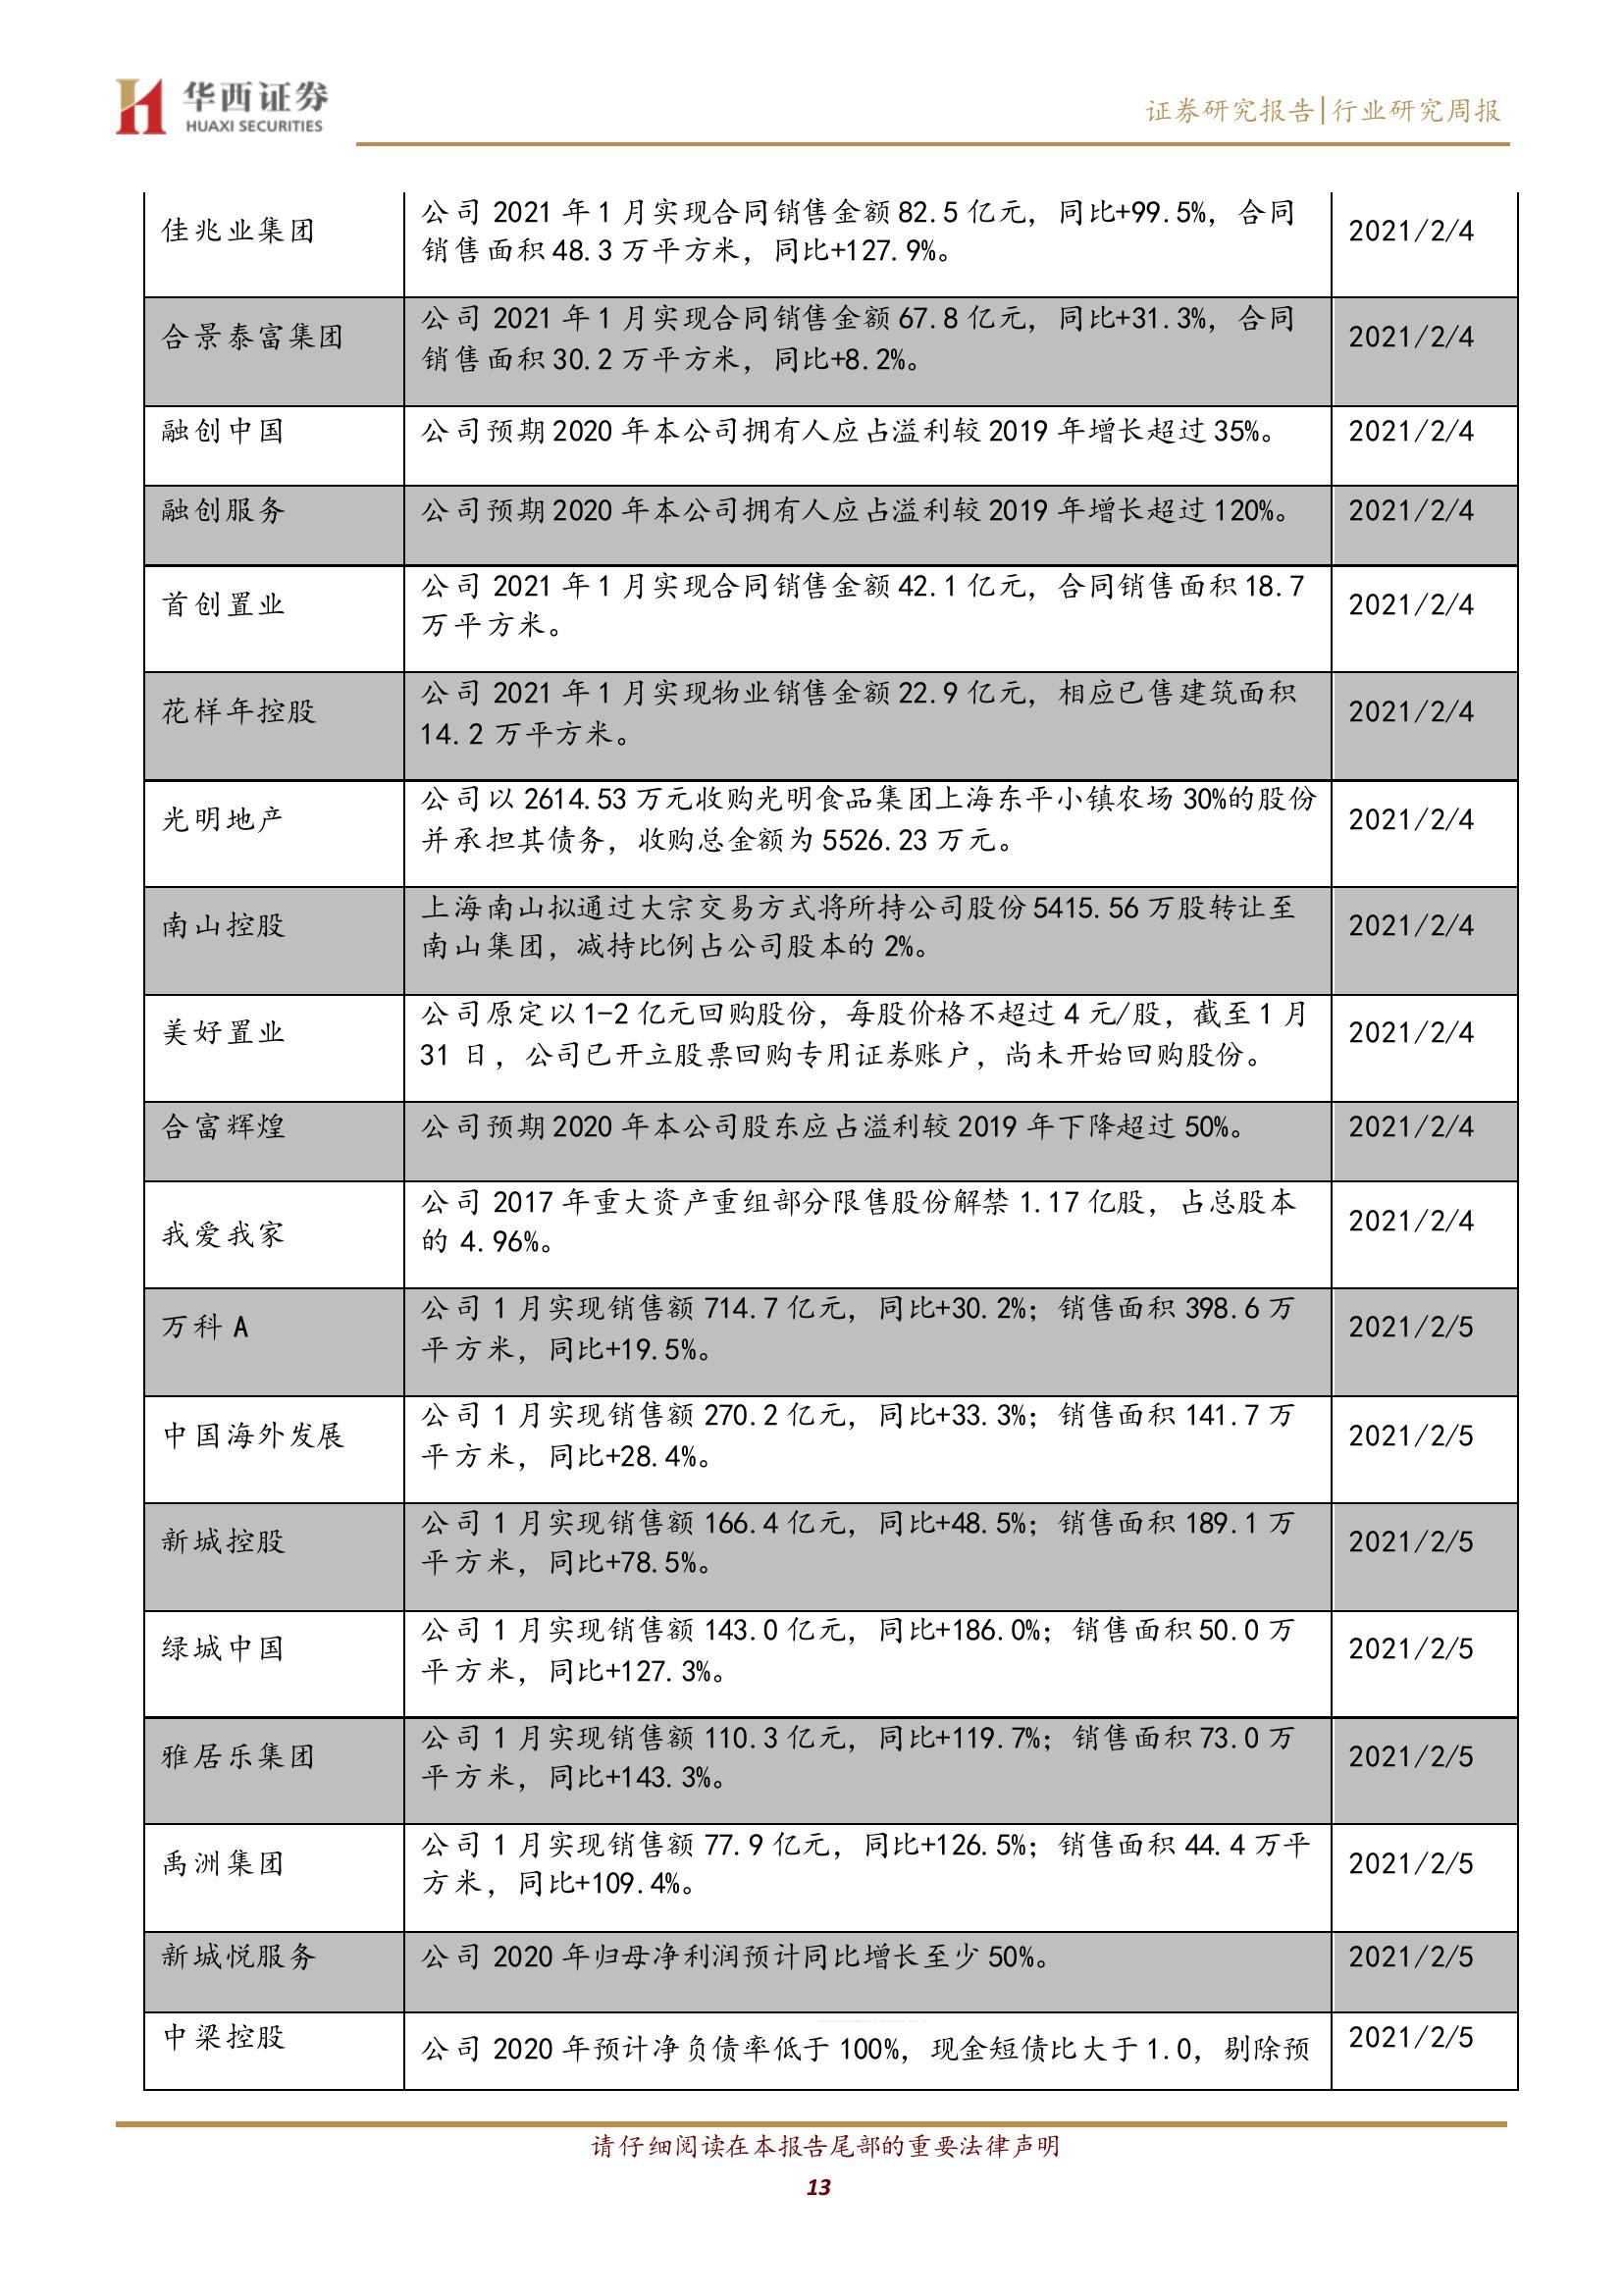 华西证券
HUAXI SECURITIES
证券研究报告|行业研究周报
佳兆业集团
公司 2021 年 1 月实现合同销售金额 82.5 亿元，同比+99.5%，合同
销售面积 48.3 万平方米，同比+127.9%。
2021/2/4
合景泰富集团
公司 2021 年 1 月实现合同销售金额 67.8 亿元，同比+31.3%，合同
销售面积 30.2 万平方米，同比+8.2%。
2021/2/4
融创中国
公司预期 2020 年本公司拥有人应占溢利较 2019 年增长超过 35%。
2021/2/4
融创服务
公司预期 2020 年本公司拥有人应占溢利较 2019 年增长超过 120%。
2021/2/4
首创置业
公司 2021 年 1 月实现合同销售金额 42.1 亿元，合同销售面积 18.7
万平方米。
2021/2/4
花样年控股
公司 2021 年 1 月实现物业销售金额 22.9 亿元，相应已售建筑面积
14.2 万平方米。
2021/2/4
光明地产
公司以 2614.53 万元收购光明食品集团上海东平小镇农场 30%的股份
并承担其债务，收购总金额为 5526.23 万元。
2021/2/4
南山控股
上海南山拟通过大宗交易方式将所持公司股份 5415.56 万股转让至
南山集团，减持比例占公司股本的 2%。
2021/2/4
美好置业
公司原定以 1-2 亿元回购股份，每股价格不超过 4 元/股，截至 1 月
31 日，公司已开立股票回购专用证券账户，尚未开始回购股份。
2021/2/4
合富辉煌
公司预期 2020 年本公司股东应占溢利较 2019 年下降超过 50%。
2021/2/4
我爱我家
公司 2017 年重大资产重组部分限售股份解禁 1.17 亿股，占总股本
的 4.96%。
2021/2/4
万科 A
公司 1 月实现销售额 714.7 亿元，同比+30.2%；销售面积 398.6 万
平方米，同比+19.5%。
2021/2/5
中国海外发展
公司 1 月实现销售额 270.2 亿元，同比+33.3%；销售面积 141.7 万
平方米，同比+28.4%。
2021/2/5
新城控股
公司 1 月实现销售额 166.4 亿元，同比+48.5%；销售面积 189.1 万
平方米，同比+78.5%。
2021/2/5
绿城中国
公司 1 月实现销售额 143.0 亿元，同比+186.0%；销售面积 50.0 万
平方米，同比+127.3%。
2021/2/5
雅居乐集团
公司 1 月实现销售额 110.3 亿元，同比+119.7%；销售面积 73.0 万
平方米，同比+143.3%。
2021/2/5
禹洲集团
公司 1 月实现销售额 77.9 亿元，同比+126.5%；销售面积 44.4 万平
方米，同比+109.4%。
2021/2/5
新城悦服务
公司 2020 年归母净利润预计同比增长至少 50%。
2021/2/5
中梁控股
公司 2020 年预计净负债率低于 100%，现金短债比大于 1.0，剔除预
2021/2/5
请仔细阅读在本报告尾部的重要法律声明
13